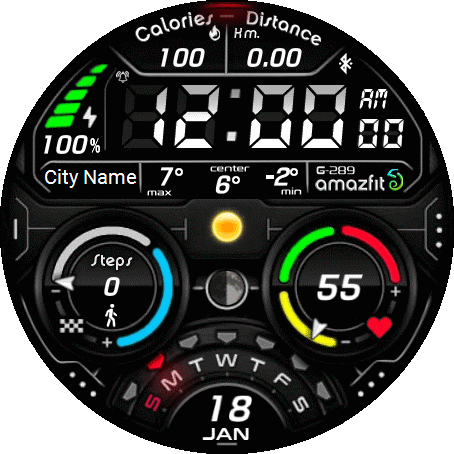 Calories – Distance
Km.
100 0.00
12:00 AM
00
100%
City Name
7° max
center 6°
-2° min
G-289
amazfit
Steps
0
+
55
- +
S M T W T F S
18
JAN